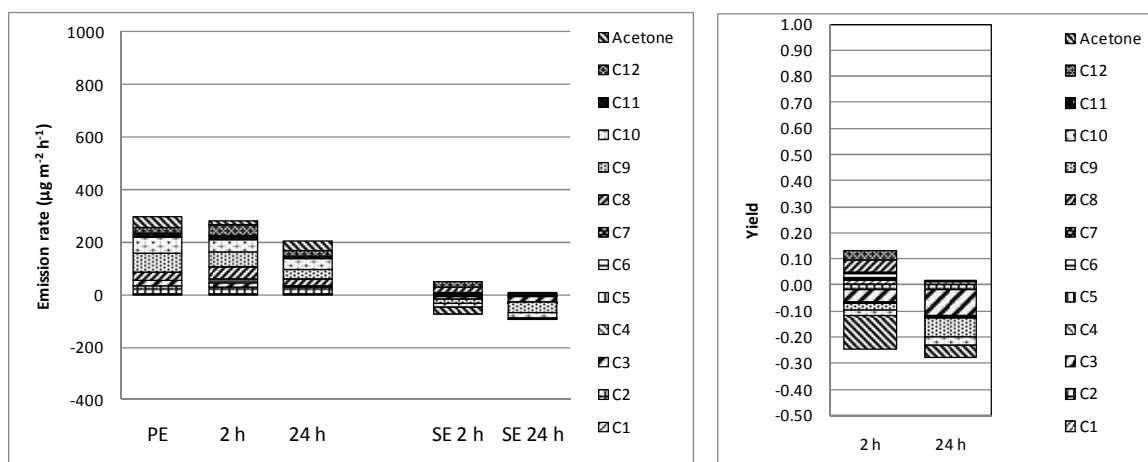 1000
800
600
400
200
0
-200
-400
Emission rate (µg m⁻² h⁻¹)
PE
2 h
24 h
SE 2 h
SE 24 h
Acetone
C12
C11
C10
C9
C8
C7
C6
C5
C4
C3
C2
C1
1.00
0.90
0.80
0.70
0.60
0.50
0.40
0.30
0.20
0.10
0.00
-0.10
-0.20
-0.30
-0.40
-0.50
Yield
2 h
24 h
Acetone
C12
C11
C10
C9
C8
C7
C6
C5
C4
C3
C2
C1